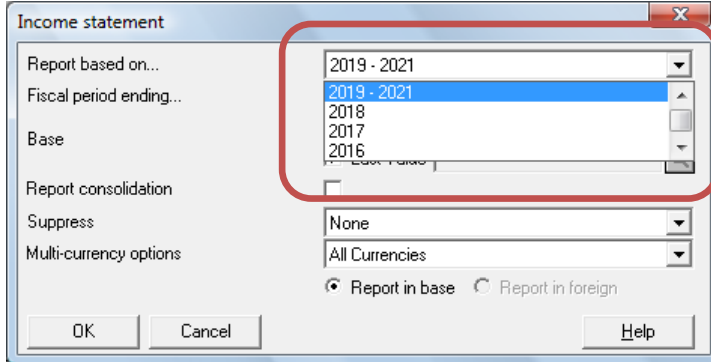 Income statement
Report based on...
2019 - 2021
2019 - 2021
2018
2017
2016
Fiscal period ending...
Base
Report consolidation
Suppress
None
Multi-currency options
All Currencies
Report in base Report in foreign
OK Cancel Help